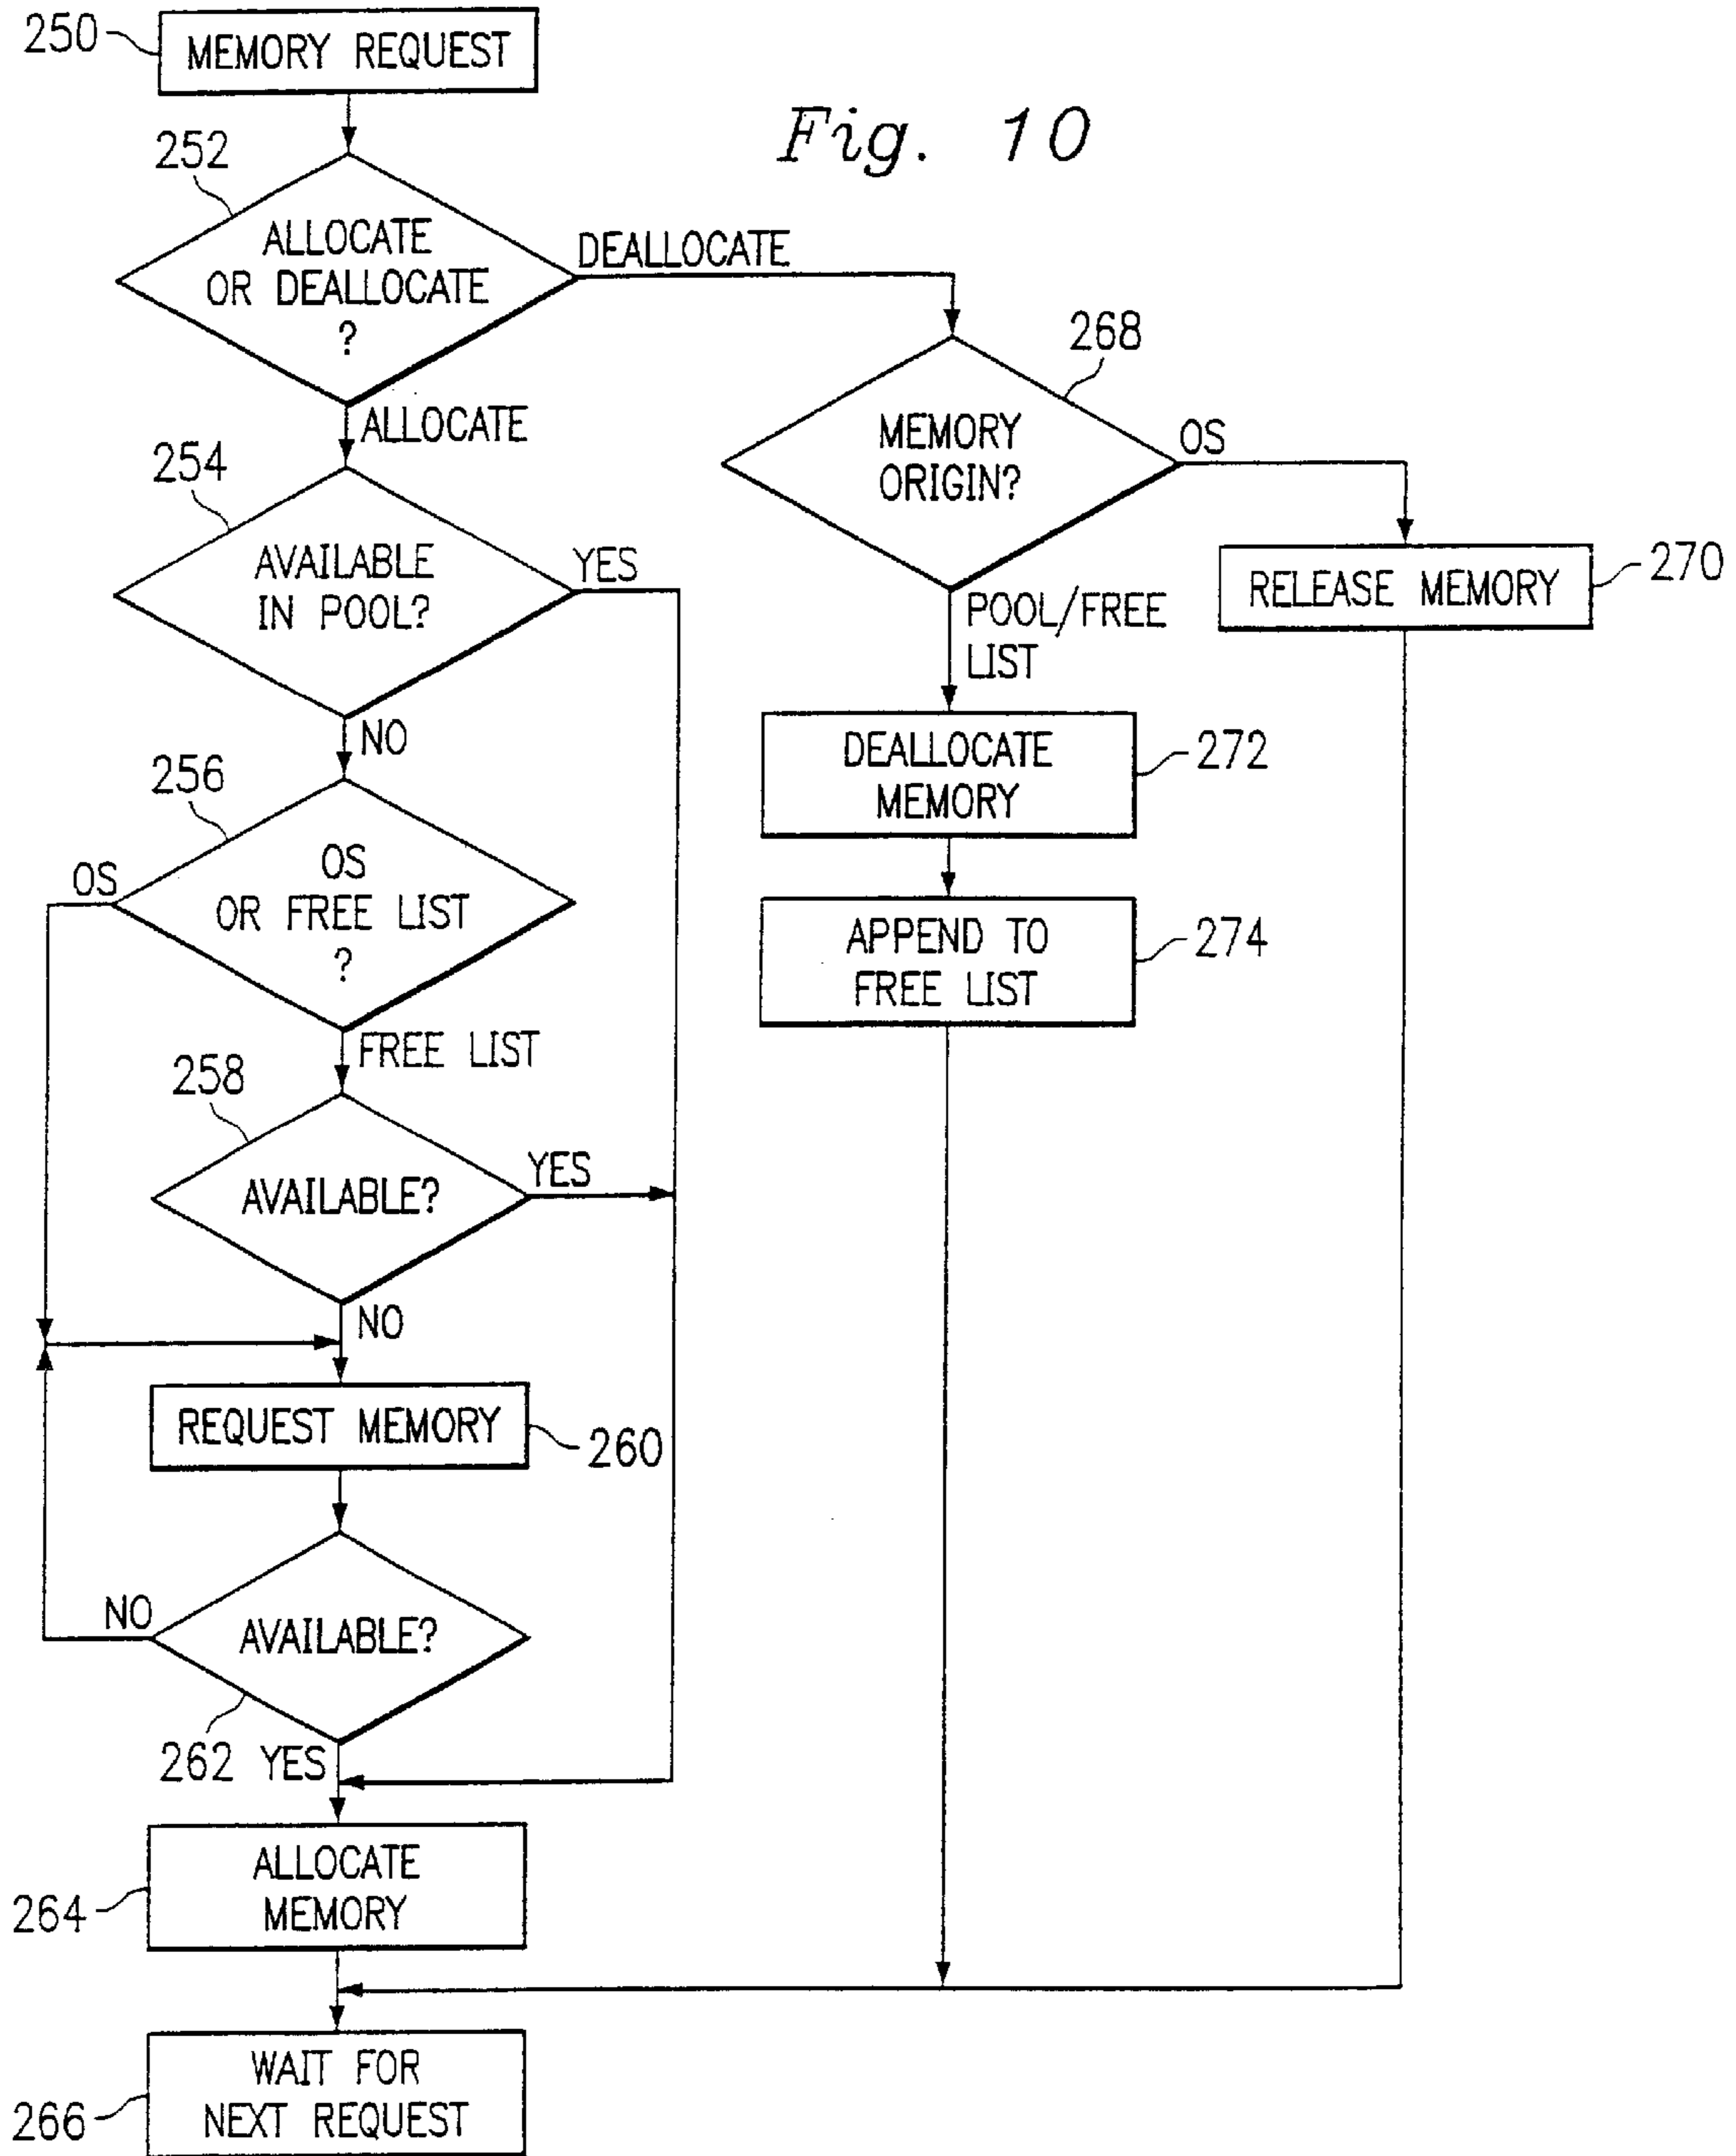 250
MEMORY REQUEST
Fig. 10
252
ALLOCATE
OR DEALLOCATE
?
DEALLOCATE
ALLOCATE
268
MEMORY
ORIGIN?
OS
254
AVAILABLE
IN POOL?
YES
RELEASE MEMORY
270
POOL/FREE
LIST
NO
DEALLOCATE
MEMORY
272
256
OS
OS
OR FREE LIST
?
APPEND TO
FREE LIST
274
FREE LIST
258
AVAILABLE?
YES
NO
REQUEST MEMORY
260
NO
AVAILABLE?
262
YES
ALLOCATE
MEMORY
264
WAIT FOR
NEXT REQUEST
266